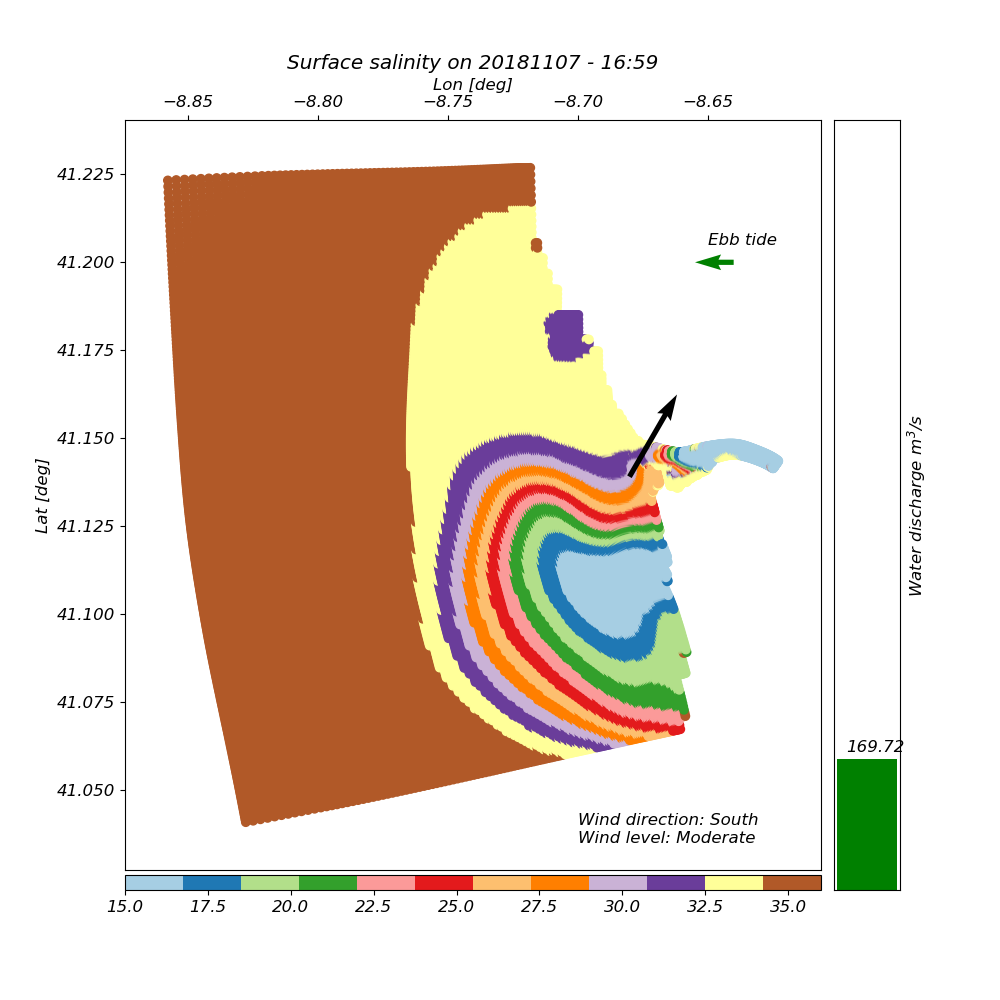 Surface salinity on 20181107 - 16:59
Lon [deg]
−8.85 −8.80 −8.75 −8.70 −8.65
41.225
41.200
41.175
41.150
41.125
41.100
41.075
41.050
Lat [deg]
Ebb tide
Wind direction: South
Wind level: Moderate
169.72
Water discharge m³/s
15.0 17.5 20.0 22.5 25.0 27.5 30.0 32.5 35.0